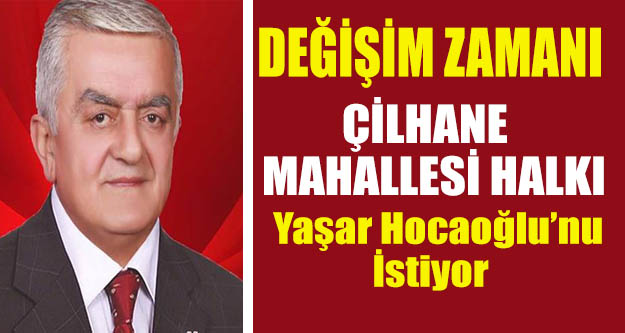 DEĞİŞİM ZAMANI
ÇİLHANE
MAHALLESİ HALKI
Yaşar Hocaoğlu’nu
İstiyor